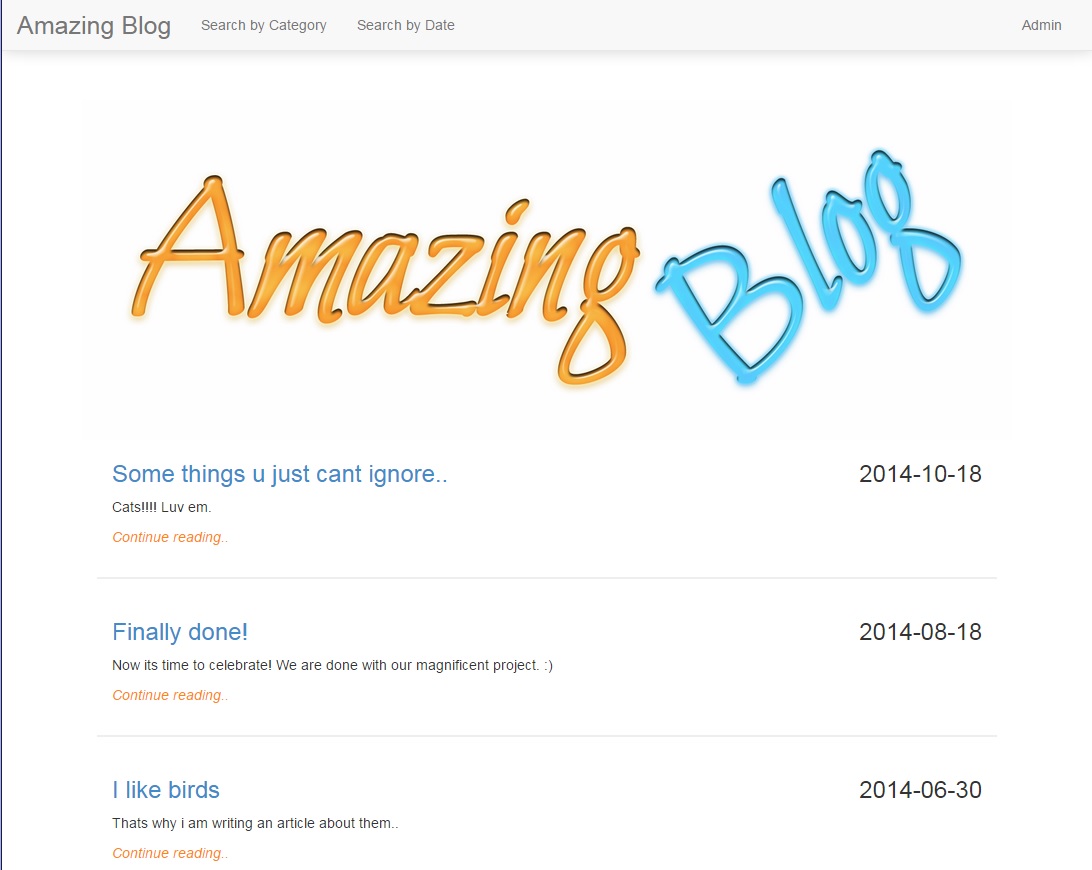 Amazing Blog Search by Category Search by Date Admin
Amazing Blog
Some things u just cant ignore.. 2014-10-18
Cats!!!! Luv em.
Continue reading..
Finally done! 2014-08-18
Now its time to celebrate! We are done with our magnificent project. :)
Continue reading..
I like birds 2014-06-30
Thats why i am writing an article about them..
Continue reading..